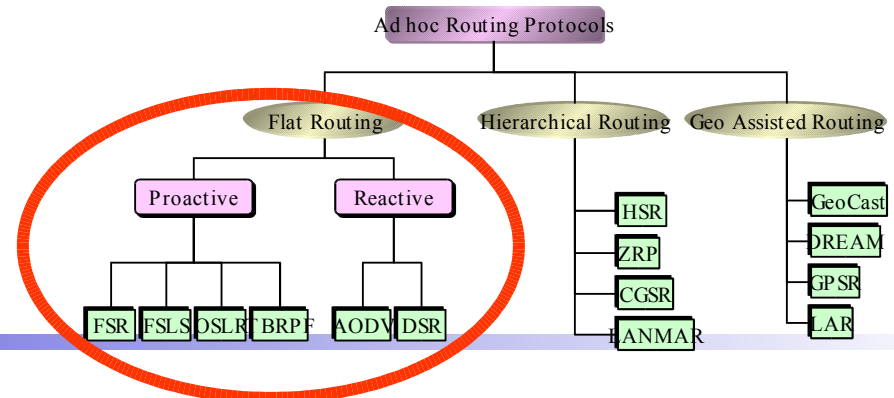 Ad hoc Routing Protocols
Flat Routing
Hierarchical Routing
Geo Assisted Routing
Proactive
Reactive
HSR
ZRP
CGSR
LANMAR
GeoCast
DREAM
GPSR
LAR
FSR
FSLS
OSLR
TBRPF
AODV
DSR